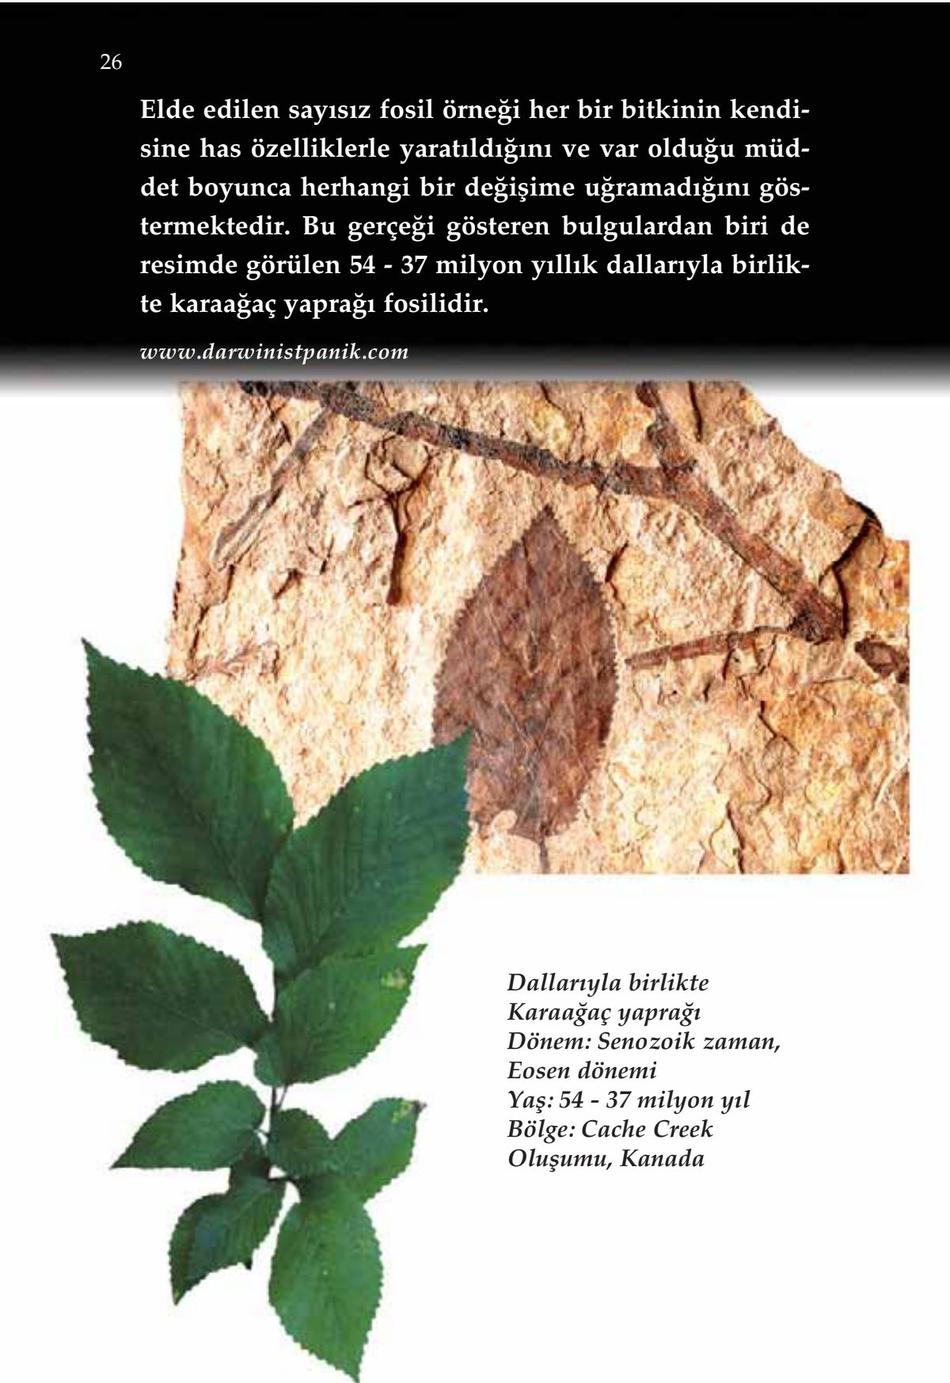 26
Elde edilen sayısız fosil örneği her bir bitkinin kendi-
sine has özelliklerle yaratıldığını ve var olduğu müd-
det boyunca herhangi bir değişime uğramadığını gös-
termektedir. Bu gerçeği gösteren bulgulardan biri de
resimde görülen 54 - 37 milyon yıllık dallarıyla birlik-
te karaağaç yaprağı fosilidir.
www.darwinistpanik.com
Dallarıyla birlikte
Karaağaç yaprağı
Dönem: Senozoik zaman,
Eosen dönemi
Yaş: 54 - 37 milyon yıl
Bölge: Cache Creek
Oluşumu, Kanada